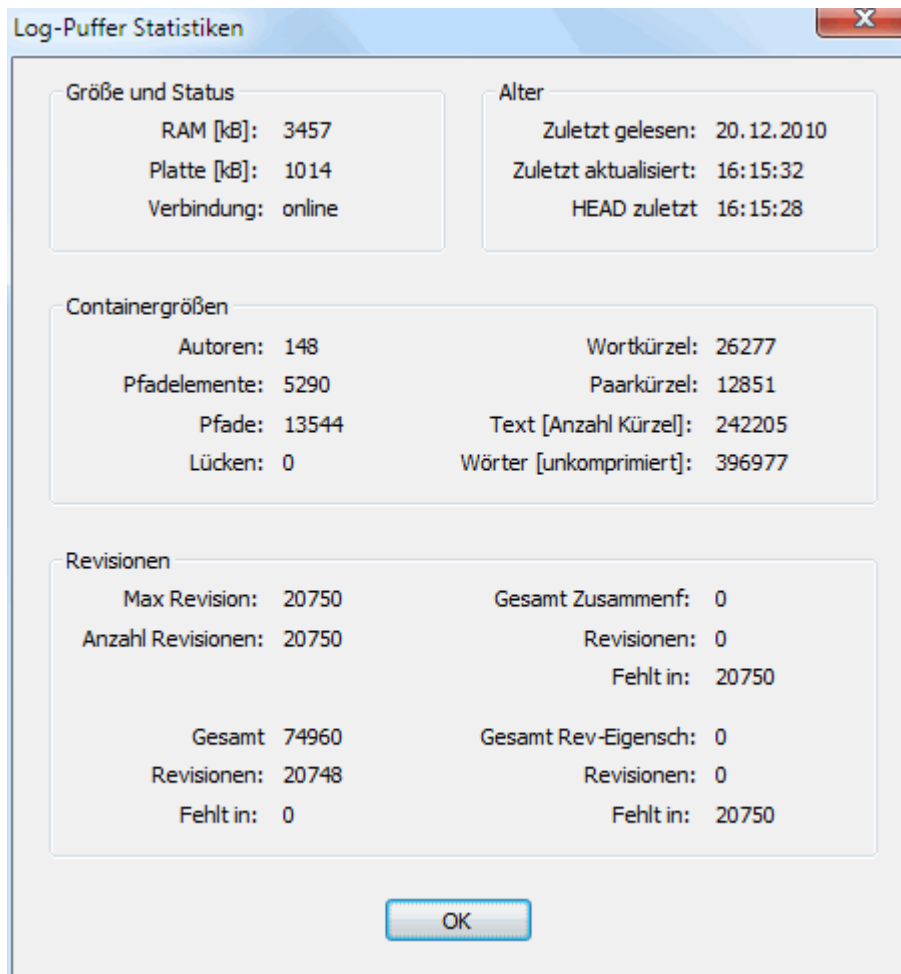 Log-Puffer Statistiken
Größe und Status
RAM [kB]: 3457
Platte [kB]: 1014
Verbindung: online
Alter
Zuletzt gelesen: 20.12.2010
Zuletzt aktualisiert: 16:15:32
HEAD zuletzt 16:15:28
Containergrößen
Autoren: 148
Pfadelemente: 5290
Pfade: 13544
Lücken: 0
Wortkürzel: 26277
Paarkürzel: 12851
Text [Anzahl Kürzel]: 242205
Wörter [unkomprimiert]: 396977
Revisionen
Max Revision: 20750
Anzahl Revisionen: 20750
Gesamt 74960
Revisionen: 20748
Fehlt in: 0
Gesamt Zusammenf: 0
Revisionen: 0
Fehlt in: 20750
Gesamt Rev-Eigensch: 0
Revisionen: 0
Fehlt in: 20750
OK